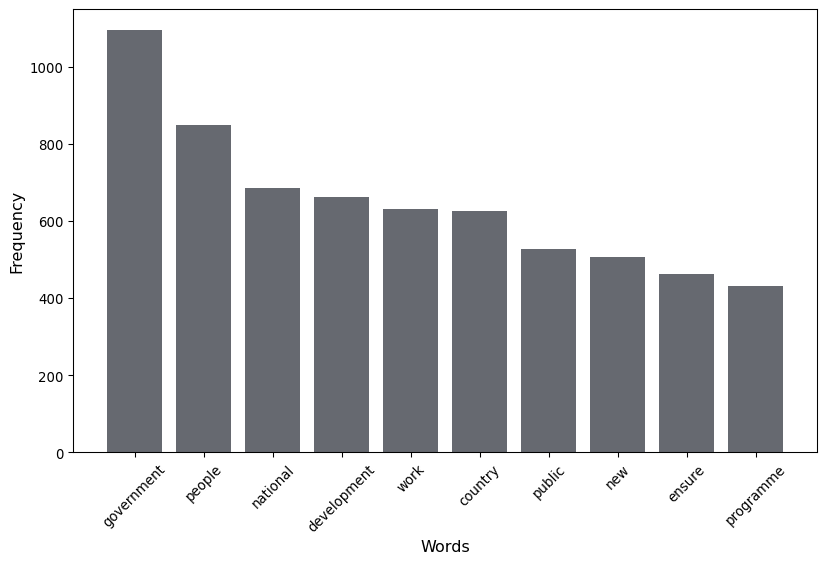 1000
800
600
400
200
0
Frequency
government
people
national
development
work
country
public
new
ensure
programme
Words